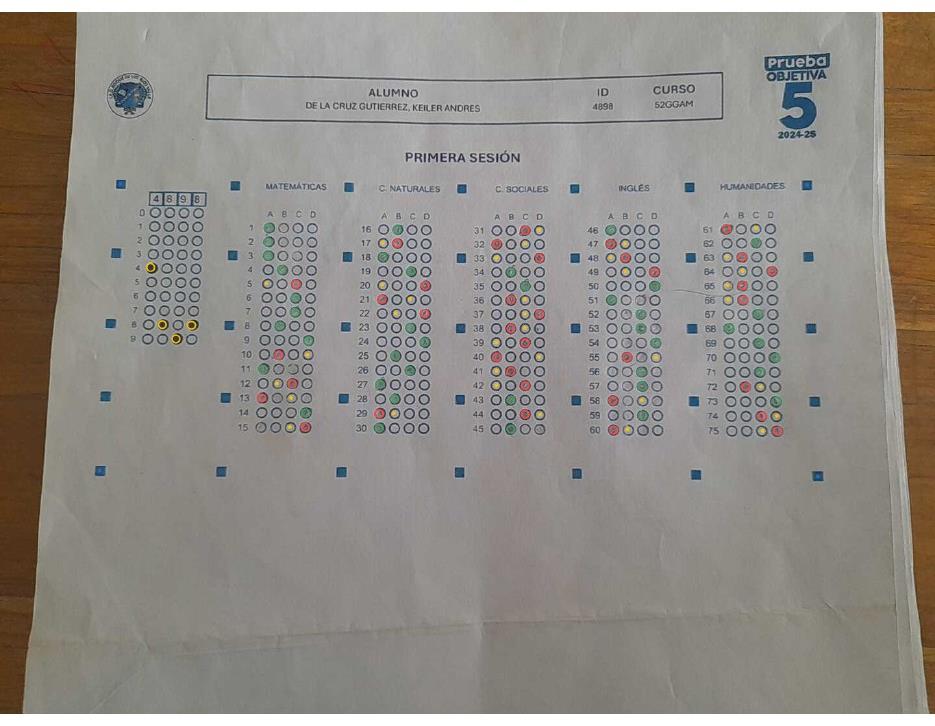 Prueba
OBJETIVA
5
2024-25
ALUMNO ID CURSO
DE LA CRUZ GUTIERREZ, KEILER ANDRES 4898 52GGAM
PRIMERA SESIÓN
MATEMÁTICAS C. NATURALES C. SOCIALES INGLÉS HUMANIDADES
4 8 9 8
A B C D A B C D A B C D A B C D A B C D
0
1
2
3
4
5
6
7
8
9
1 16 31 46 61
2 17 32 47 62
3 18 33 48 63
4 19 34 49 64
5 20 35 50 65
6 21 36 51 66
7 22 37 52 67
8 23 38 53 68
9 24 39 54 69
10 25 40 55 70
11 26 41 56 71
12 27 42 57 72
13 28 43 58 73
14 29 44 59 74
15 30 45 60 75